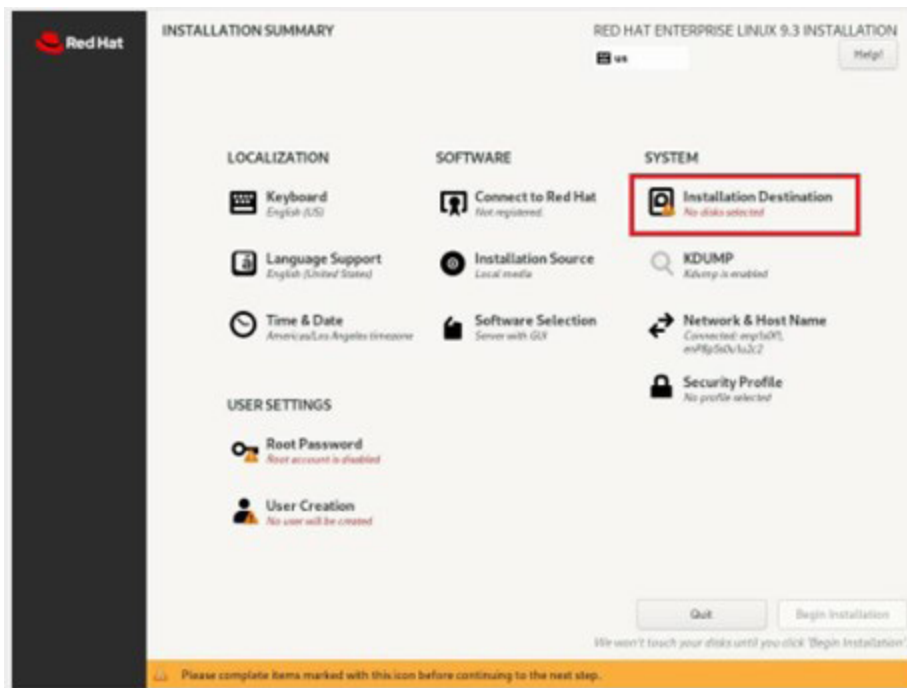 Red Hat
INSTALLATION SUMMARY
RED HAT ENTERPRISE LINUX 9.3 INSTALLATION
us
Help!
LOCALIZATION
Keyboard
English (US)
Language Support
English (United States)
Time & Date
Americas/Los Angeles timezone
SOFTWARE
Connect to Red Hat
Not registered.
Installation Source
Local media
Software Selection
Server with GUI
SYSTEM
Installation Destination
No disks selected
KDUMP
Kdump is enabled
Network & Host Name
Connected:
Security Profile
No profile selected
USER SETTINGS
Root Password
Root account is disabled
User Creation
No user will be created
Quit
Begin Installation
We won't touch your disks until you click 'Begin Installation'.
Please complete items marked with this icon before continuing to the next step.